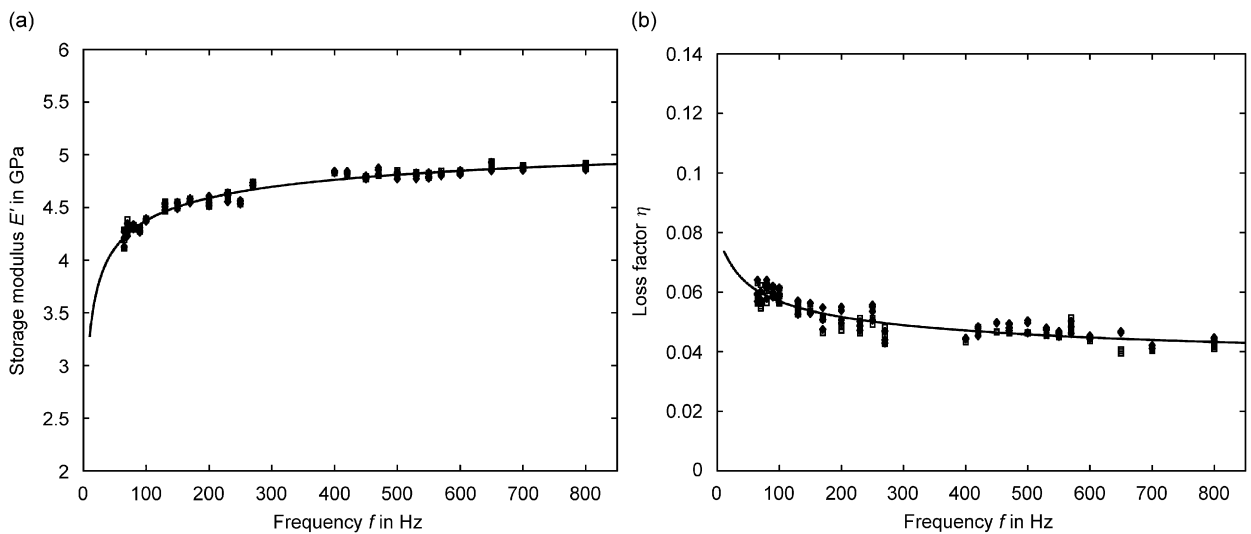 (a)
6
5.5
5
4.5
4
3.5
3
2.5
2
0 100 200 300 400 500 600 700 800
Storage modulus E′ in GPa
Frequency f in Hz
(b)
0.14
0.12
0.1
0.08
0.06
0.04
0.02
0
0 100 200 300 400 500 600 700 800
Loss factor η
Frequency f in Hz